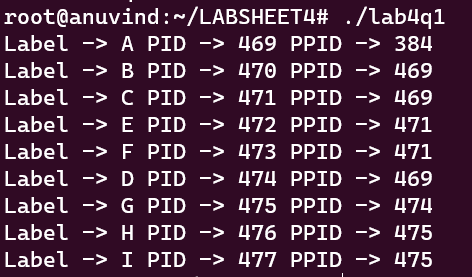 root@anuvind:~/LABSHEET4# ./lab4q1
Label -> A PID -> 469 PPID -> 384
Label -> B PID -> 470 PPID -> 469
Label -> C PID -> 471 PPID -> 469
Label -> E PID -> 472 PPID -> 471
Label -> F PID -> 473 PPID -> 471
Label -> D PID -> 474 PPID -> 469
Label -> G PID -> 475 PPID -> 474
Label -> H PID -> 476 PPID -> 475
Label -> I PID -> 477 PPID -> 475